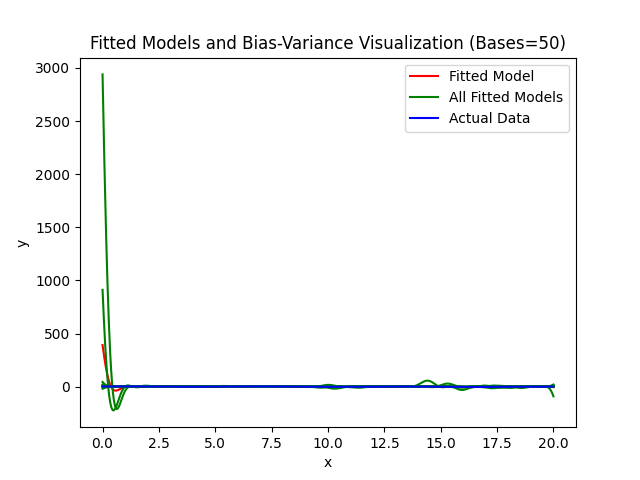 Fitted Models and Bias-Variance Visualization (Bases=50)
Fitted Model
All Fitted Models
Actual Data
y
3000
2500
2000
1500
1000
500
0
0.0 2.5 5.0 7.5 10.0 12.5 15.0 17.5 20.0
x